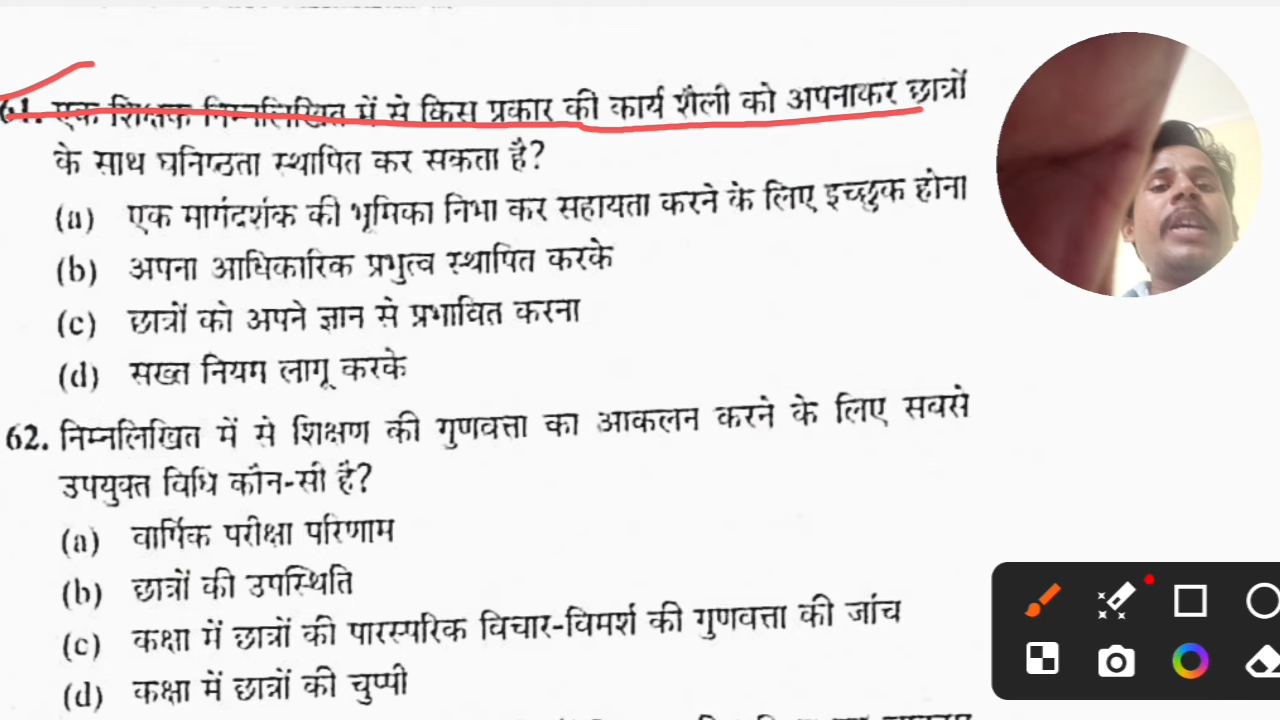 61. एक शिक्षक निम्नलिखित में से किस प्रकार की कार्य शैली को अपनाकर छात्रों
के साथ घनिष्ठता स्थापित कर सकता है?
(a) एक मार्गदर्शक की भूमिका निभा कर सहायता करने के लिए इच्छुक होना
(b) अपना आधिकारिक प्रभुत्व स्थापित करके
(c) छात्रों को अपने ज्ञान से प्रभावित करना
(d) सख्त नियम लागू करके
62. निम्नलिखित में से शिक्षण की गुणवत्ता का आकलन करने के लिए सबसे
उपयुक्त विधि कौन-सी है?
(a) वार्षिक परीक्षा परिणाम
(b) छात्रों की उपस्थिति
(c) कक्षा में छात्रों की पारस्परिक विचार-विमर्श की गुणवत्ता की जांच
(d) कक्षा में छात्रों की चुप्पी